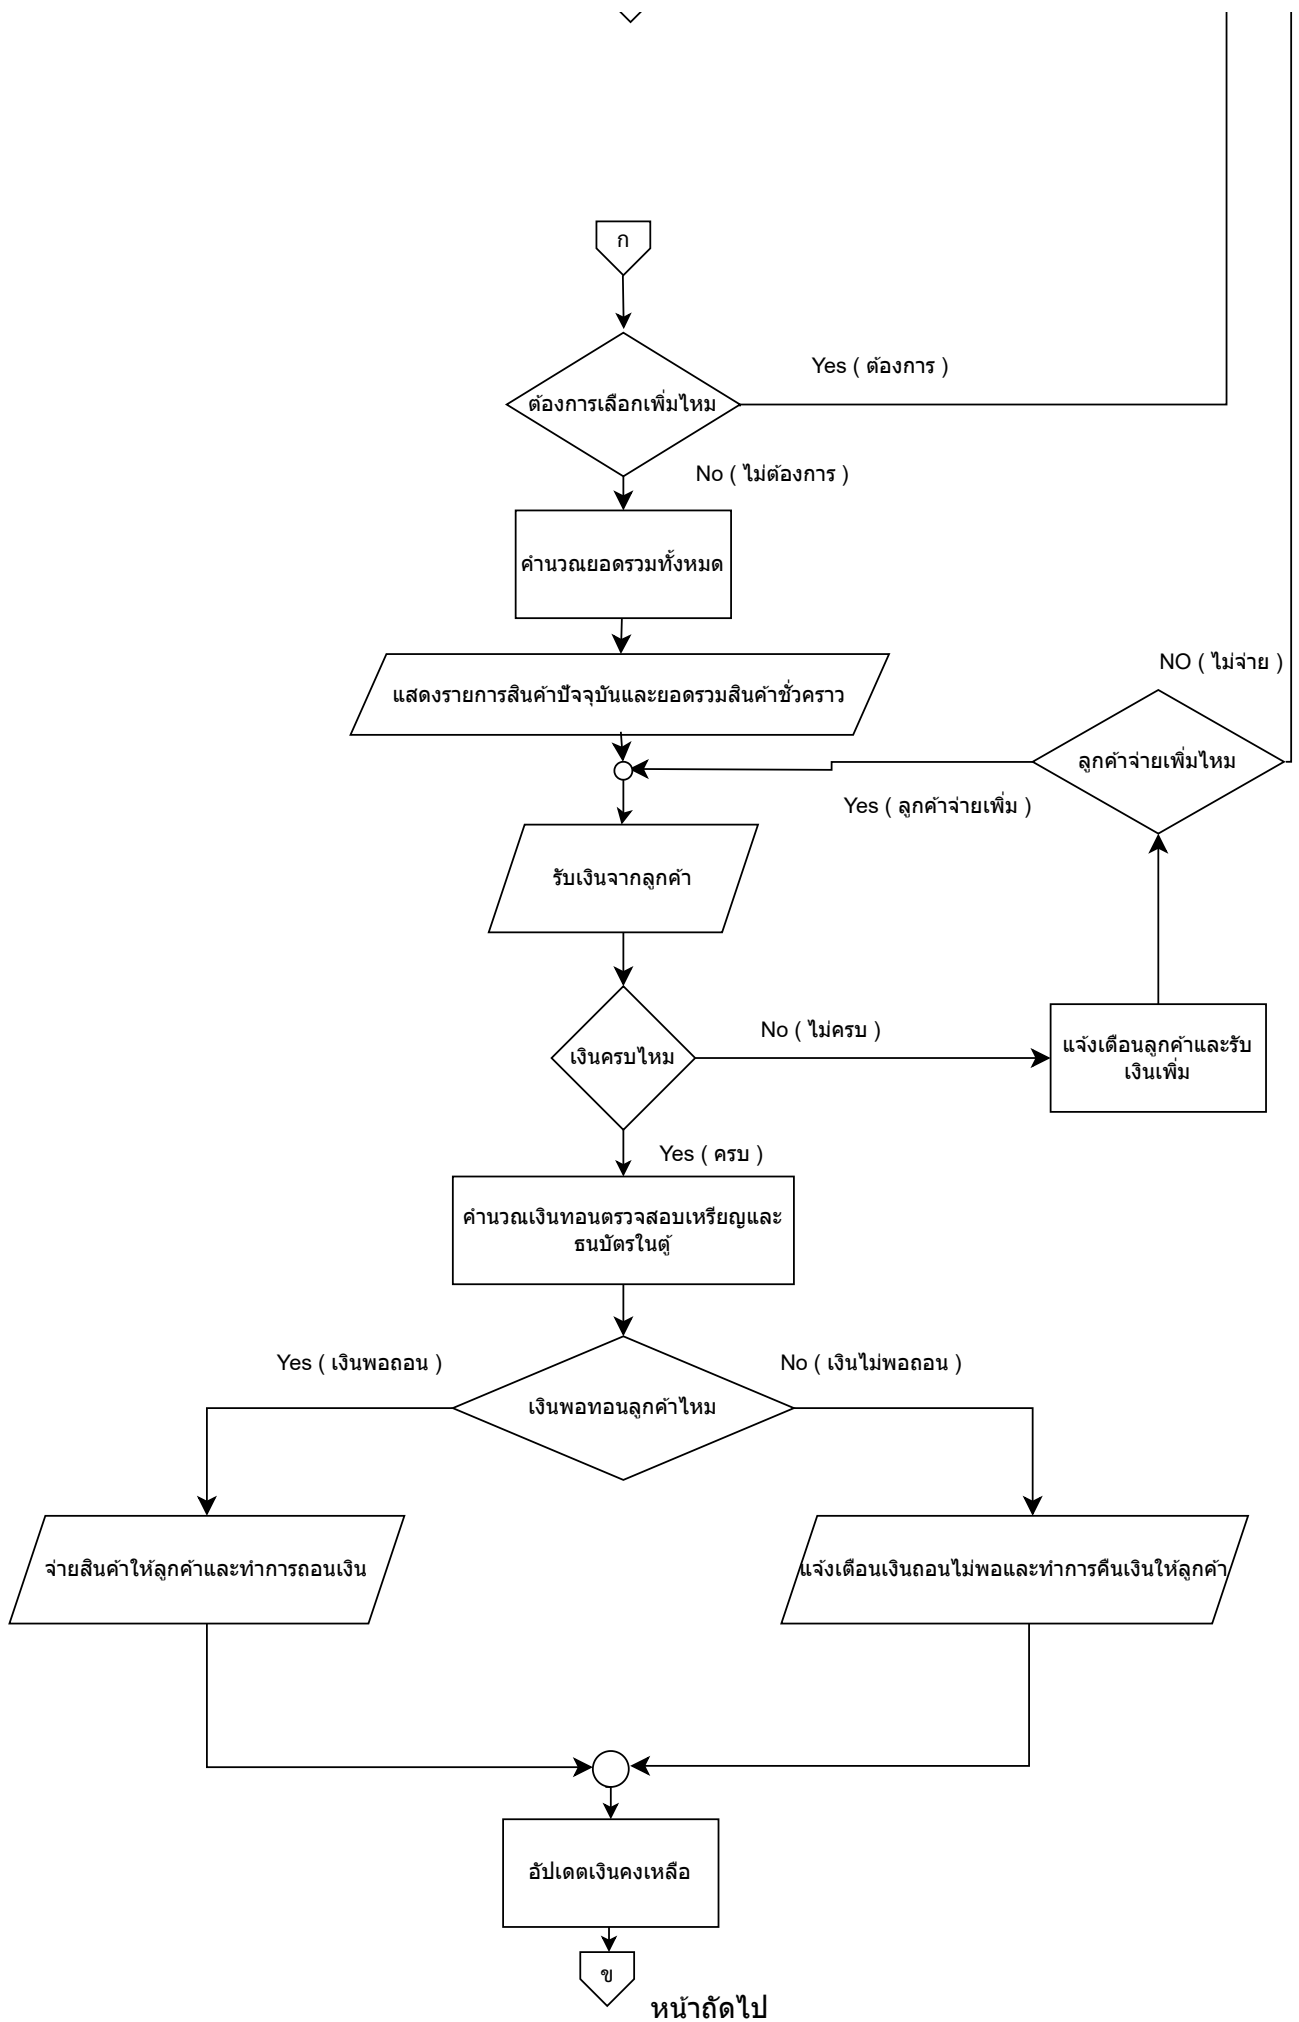 ก
Yes ( ต้องการ )
ต้องการเลือกเพิ่มไหม
No ( ไม่ต้องการ )
คำนวณยอดรวมทั้งหมด
NO ( ไม่จ่าย )
แสดงรายการสินค้าปัจจุบันและยอดรวมสินค้าชั่วคราว
ลูกค้าจ่ายเพิ่มไหม
Yes ( ลูกค้าจ่ายเพิ่ม )
รับเงินจากลูกค้า
No ( ไม่ครบ )
เงินครบไหม
แจ้งเตือนลูกค้าและรับ
เงินเพิ่ม
Yes ( ครบ )
คำนวณเงินทอนตรวจสอบเหรียญและ
ธนบัตรในตู้
Yes ( เงินพอถอน )
No ( เงินไม่พอถอน )
เงินพอทอนลูกค้าไหม
จ่ายสินค้าให้ลูกค้าและทำการถอนเงิน
แจ้งเตือนเงินถอนไม่พอและทำการคืนเงินให้ลูกค้า
อัปเดตเงินคงเหลือ
ข
หน้าถัดไป